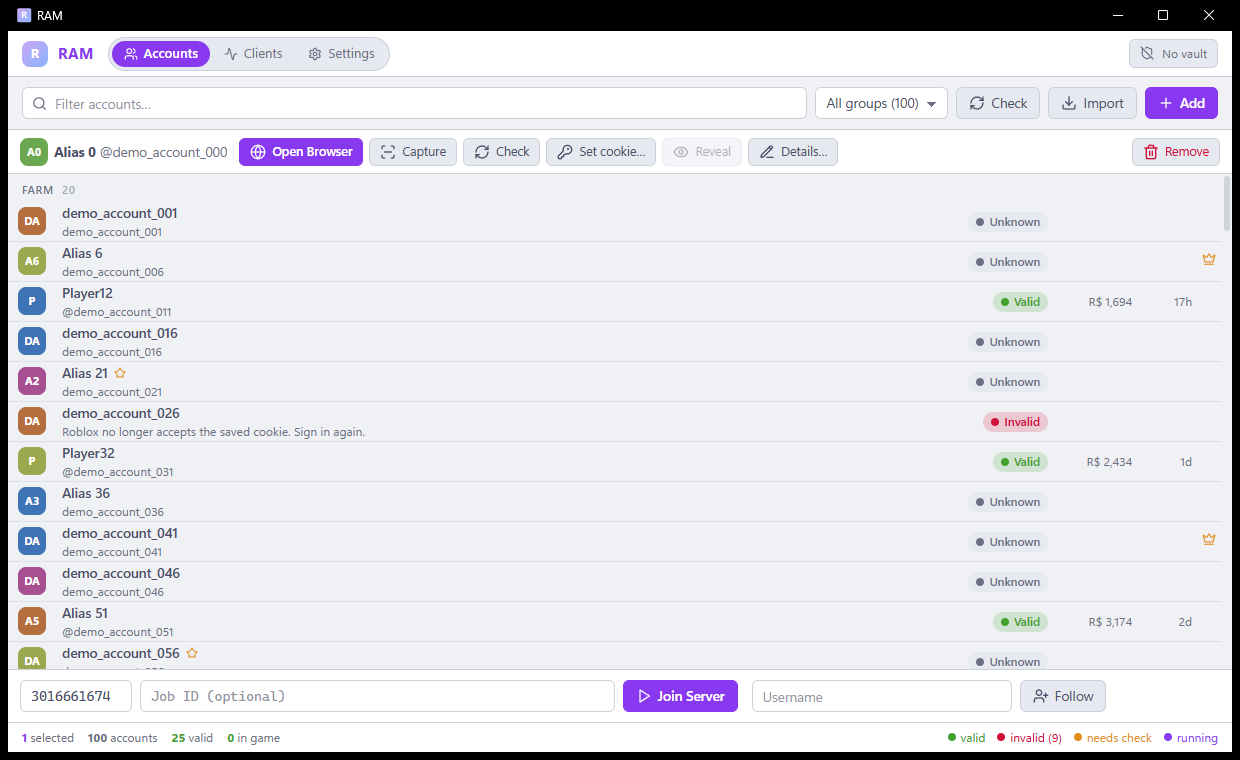 R RAM
R RAM Accounts Clients Settings No vault
Filter accounts... All groups (100) Check Import Add
A0 Alias 0 @demo_account_000 Open Browser Capture Check Set cookie... Reveal Details... Remove
FARM 20
DA demo_account_001 Unknown
demo_account_001
A6 Alias 6 Unknown
demo_account_006
P Player12 Valid R$ 1,694 17h
@demo_account_011
DA demo_account_016 Unknown
demo_account_016
A2 Alias 21 Unknown
demo_account_021
DA demo_account_026 Invalid
Roblox no longer accepts the saved cookie. Sign in again.
P Player32 Valid R$ 2,434 1d
@demo_account_031
A3 Alias 36 Unknown
demo_account_036
DA demo_account_041 Unknown
demo_account_041
DA demo_account_046 Unknown
demo_account_046
A5 Alias 51 Valid R$ 3,174 2d
@demo_account_051
DA demo_account_056 Unknown
3016661674 Job ID (optional) Join Server Username Follow
1 selected 100 accounts 25 valid 0 in game valid invalid (9) needs check running